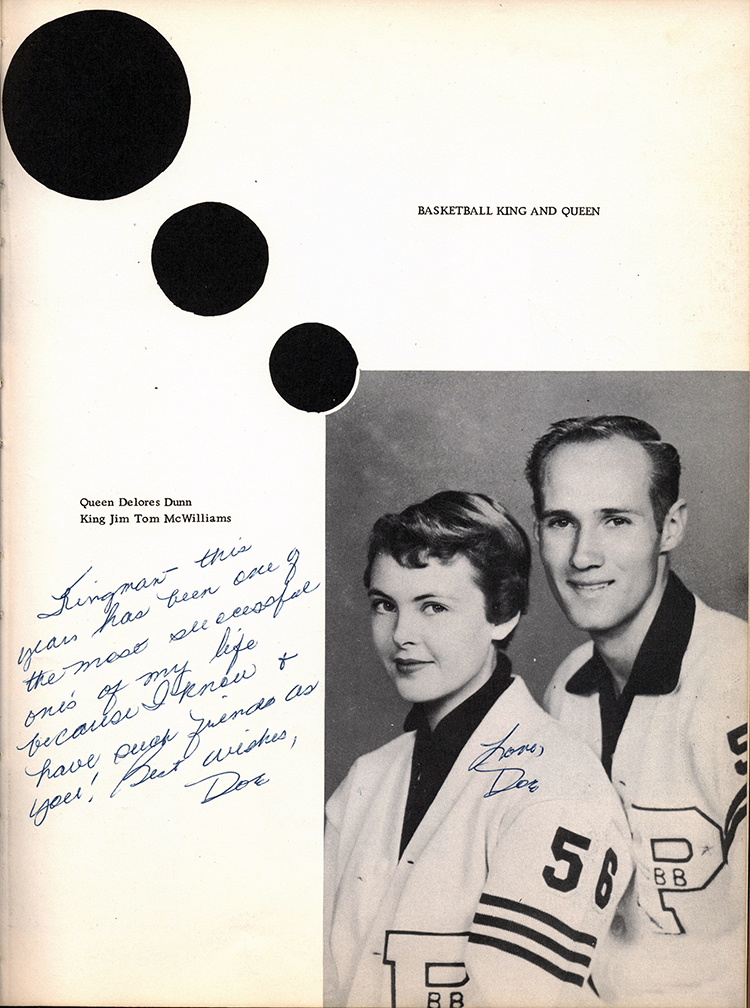 BASKETBALL KING AND QUEEN
Queen Delores Dunn
King Jim Tom McWilliams
Kingman this
years has been one of
the most successful
one's of my life
because I know &
have such friends as
you! Best wishes,
Doe
Love,
Doe
56
5
P
BB
P
BB